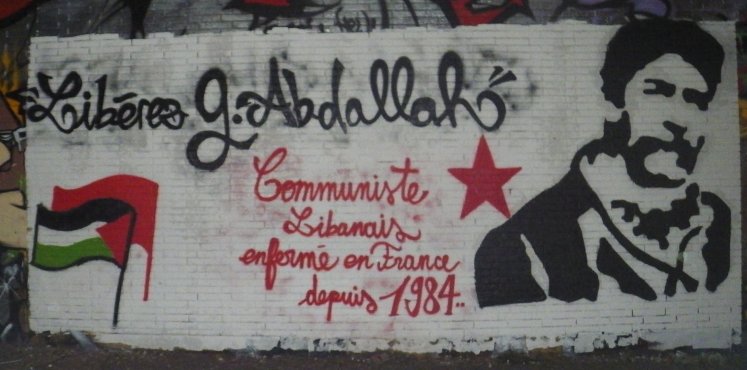 Libérez G. Abdallah
Communiste
Libanais
enfermé en France
depuis 1984..